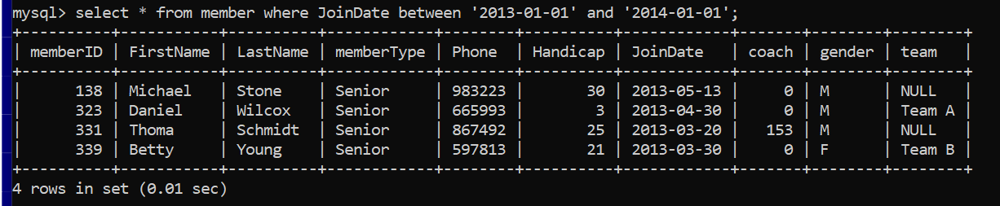 mysql> select * from member where JoinDate between '2013-01-01' and '2014-01-01';
+----------+-----------+----------+------------+--------+----------+------------+-------+--------+--------+
| memberID | FirstName | LastName | memberType | Phone  | Handicap | JoinDate   | coach | gender | team   |
+----------+-----------+----------+------------+--------+----------+------------+-------+--------+--------+
|      138 | Michael   | Stone    | Senior     | 983223 |       30 | 2013-05-13 |     0 | M      | NULL   |
|      323 | Daniel    | Wilcox   | Senior     | 665993 |        3 | 2013-04-30 |     0 | M      | Team A |
|      331 | Thoma     | Schmidt  | Senior     | 867492 |       25 | 2013-03-20 |   153 | M      | NULL   |
|      339 | Betty     | Young    | Senior     | 597813 |       21 | 2013-03-30 |     0 | F      | Team B |
+----------+-----------+----------+------------+--------+----------+------------+-------+--------+--------+
4 rows in set (0.01 sec)